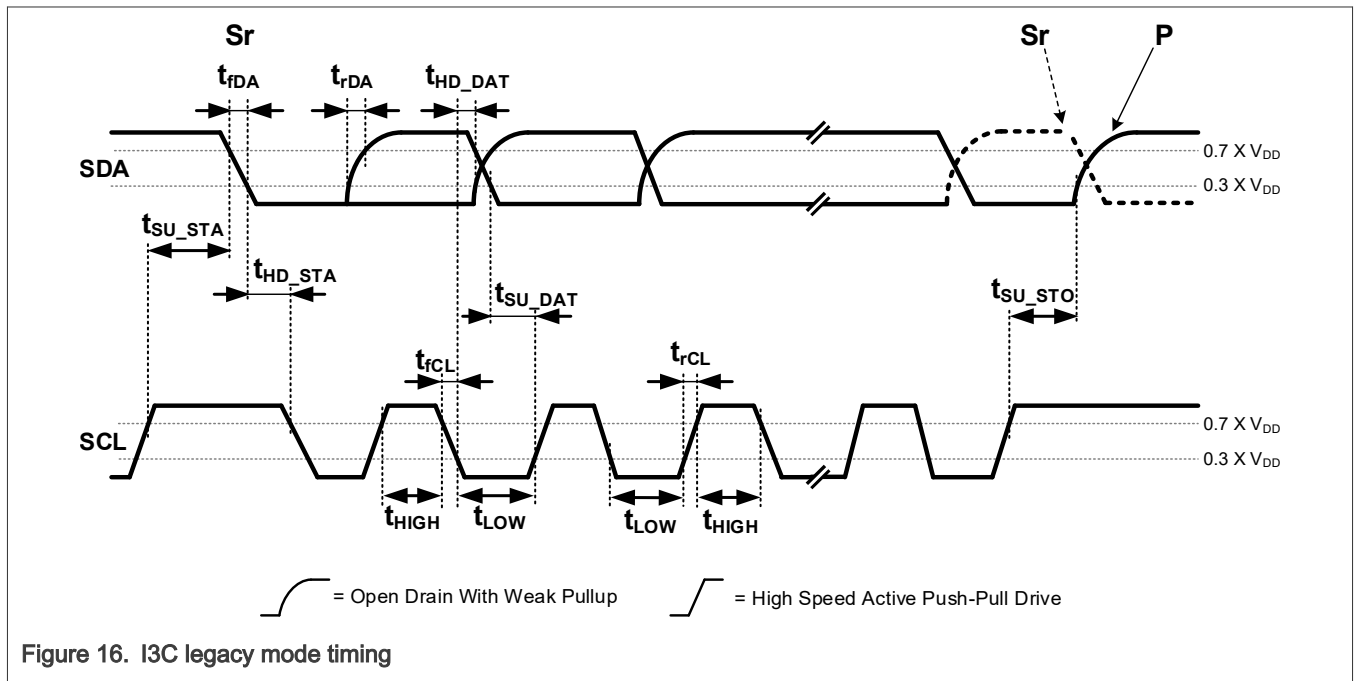 Sr Sr P
tfDA trDA tHD_DAT
0.7 X VDD
SDA
0.3 X VDD
tSU_STA
tHD_STA
tSU_DAT
tSU_STO
tfCL trCL
0.7 X VDD
SCL
0.3 X VDD
tHIGH tLOW tLOW tHIGH
= Open Drain With Weak Pullup = High Speed Active Push-Pull Drive
Figure 16. I3C legacy mode timing